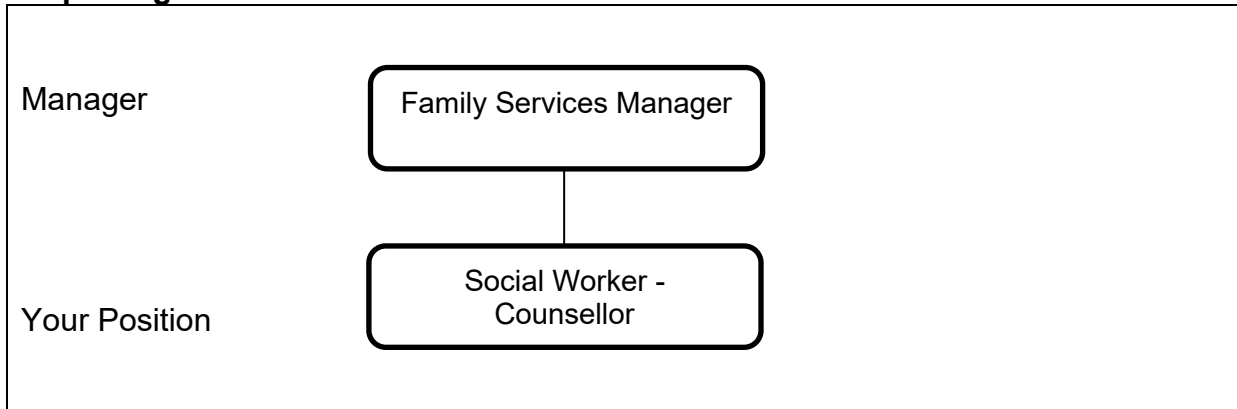 Manager
Family Services Manager
Social Worker -
Counsellor
Your Position